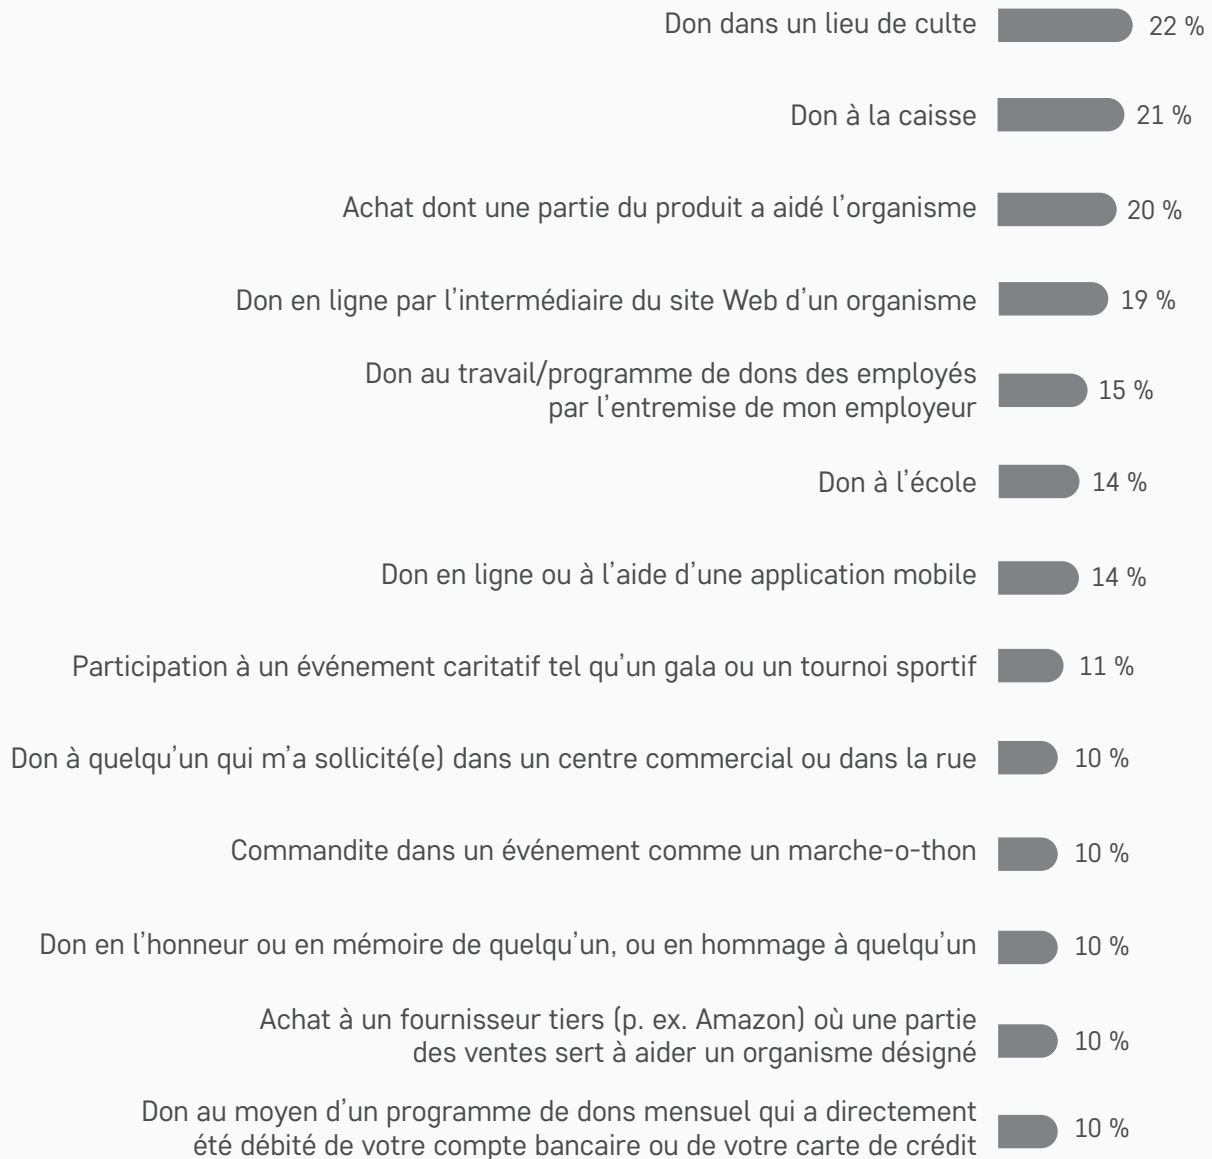 Don dans un lieu de culte 22 %
Don à la caisse 21 %
Achat dont une partie du produit a aidé l'organisme 20 %
Don en ligne par l'intermédiaire du site Web d'un organisme 19 %
Don au travail/programme de dons des employés
par l'entremise de mon employeur 15 %
Don à l'école 14 %
Don en ligne ou à l'aide d'une application mobile 14 %
Participation à un événement caritatif tel qu'un gala ou un tournoi sportif 11 %
Don à quelqu'un qui m'a sollicité(e) dans un centre commercial ou dans la rue 10 %
Commandite dans un événement comme un marche-o-thon 10 %
Don en l'honneur ou en mémoire de quelqu'un, ou en hommage à quelqu'un 10 %
Achat à un fournisseur tiers (p. ex. Amazon) où une partie
des ventes sert à aider un organisme désigné 10 %
Don au moyen d'un programme de dons mensuel qui a directement
été débité de votre compte bancaire ou de votre carte de crédit 10 %